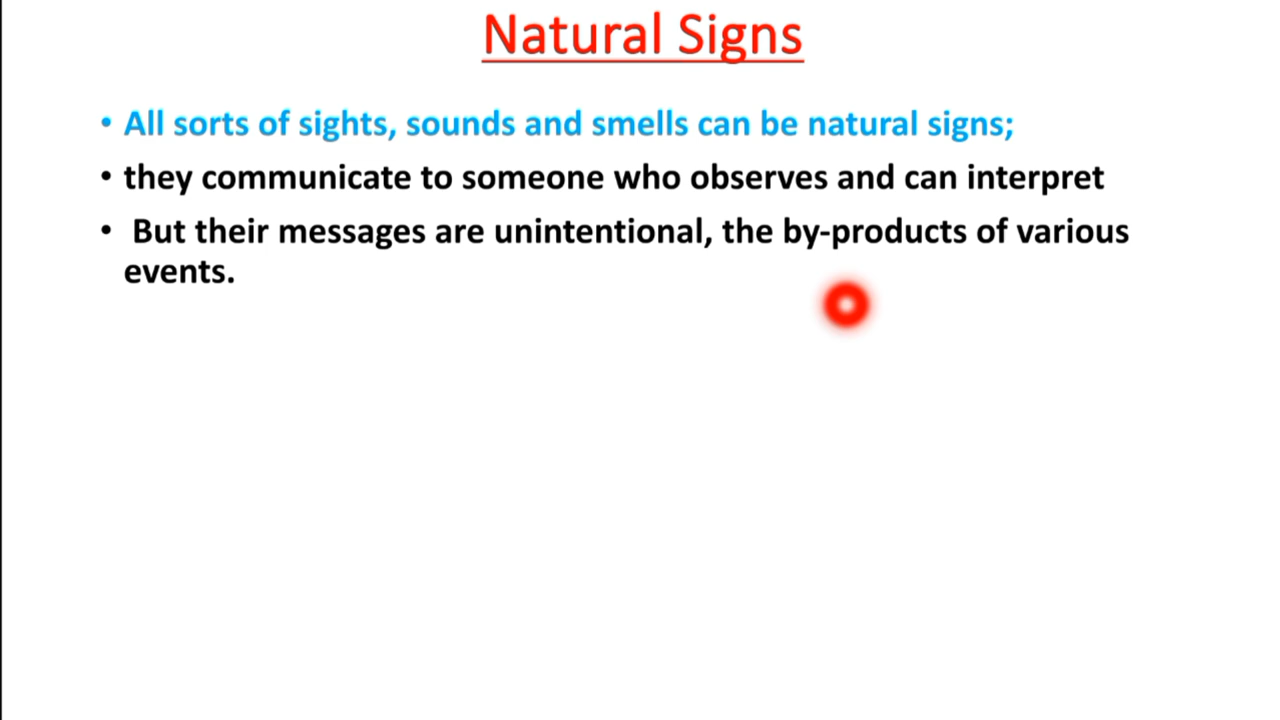 Natural Signs
• All sorts of sights, sounds and smells can be natural signs;
• they communicate to someone who observes and can interpret
• But their messages are unintentional, the by-products of various
events.